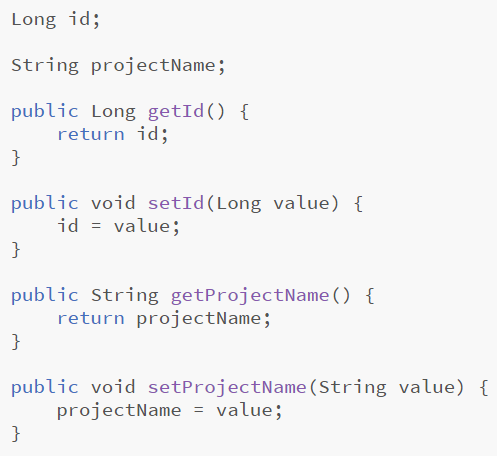 Long id;

String projectName;

public Long getId() {
    return id;
}

public void setId(Long value) {
    id = value;
}

public String getProjectName() {
    return projectName;
}

public void setProjectName(String value) {
    projectName = value;
}